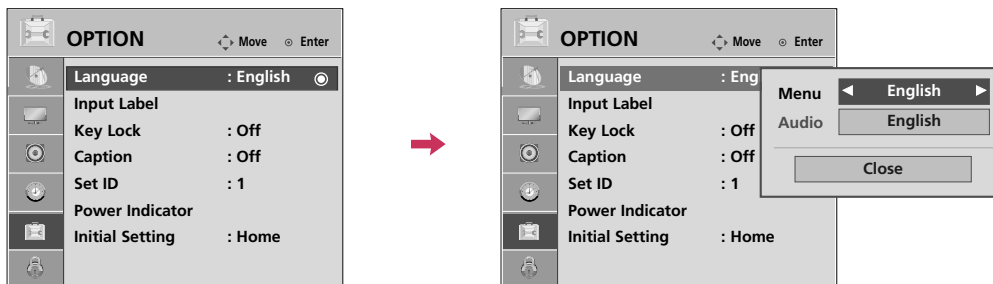 OPTION Move Enter
Language : English
Input Label
Key Lock : Off
Caption : Off
Set ID : 1
Power Indicator
Initial Setting : Home
OPTION Move Enter
Language : Eng
Input Label
Key Lock : Off
Caption : Off
Set ID : 1
Power Indicator
Initial Setting : Home
Menu ◀ English ▶
Audio English
Close